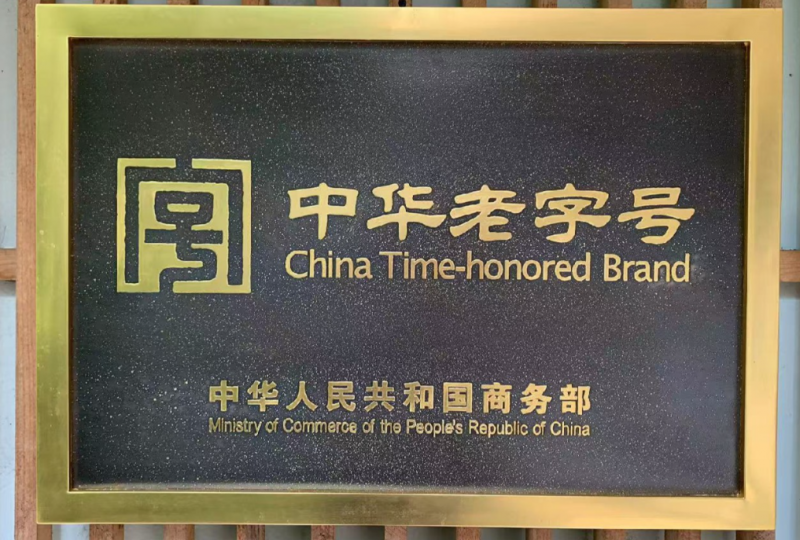 中华老字号
China Time-honored Brand
中华人民共和国商务部
Ministry of Commerce of the People's Republic of China